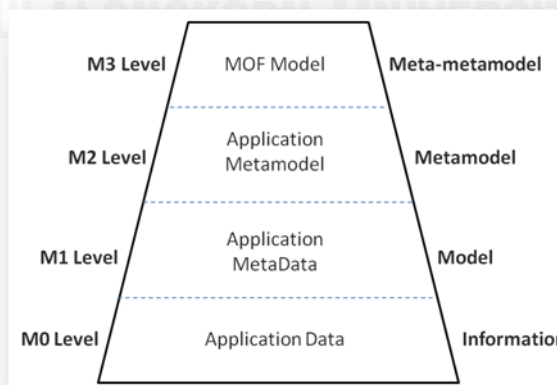 M3 Level MOF Model Meta-metamodel
Application
M2 Level Metamodel Metamodel
Application
M1 Level MetaData Model
M0 Level Application Data Information